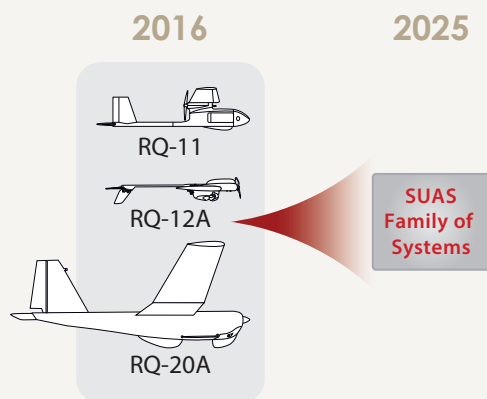 2016
2025
RQ-11
RQ-12A
RQ-20A
SUAS
Family of
Systems